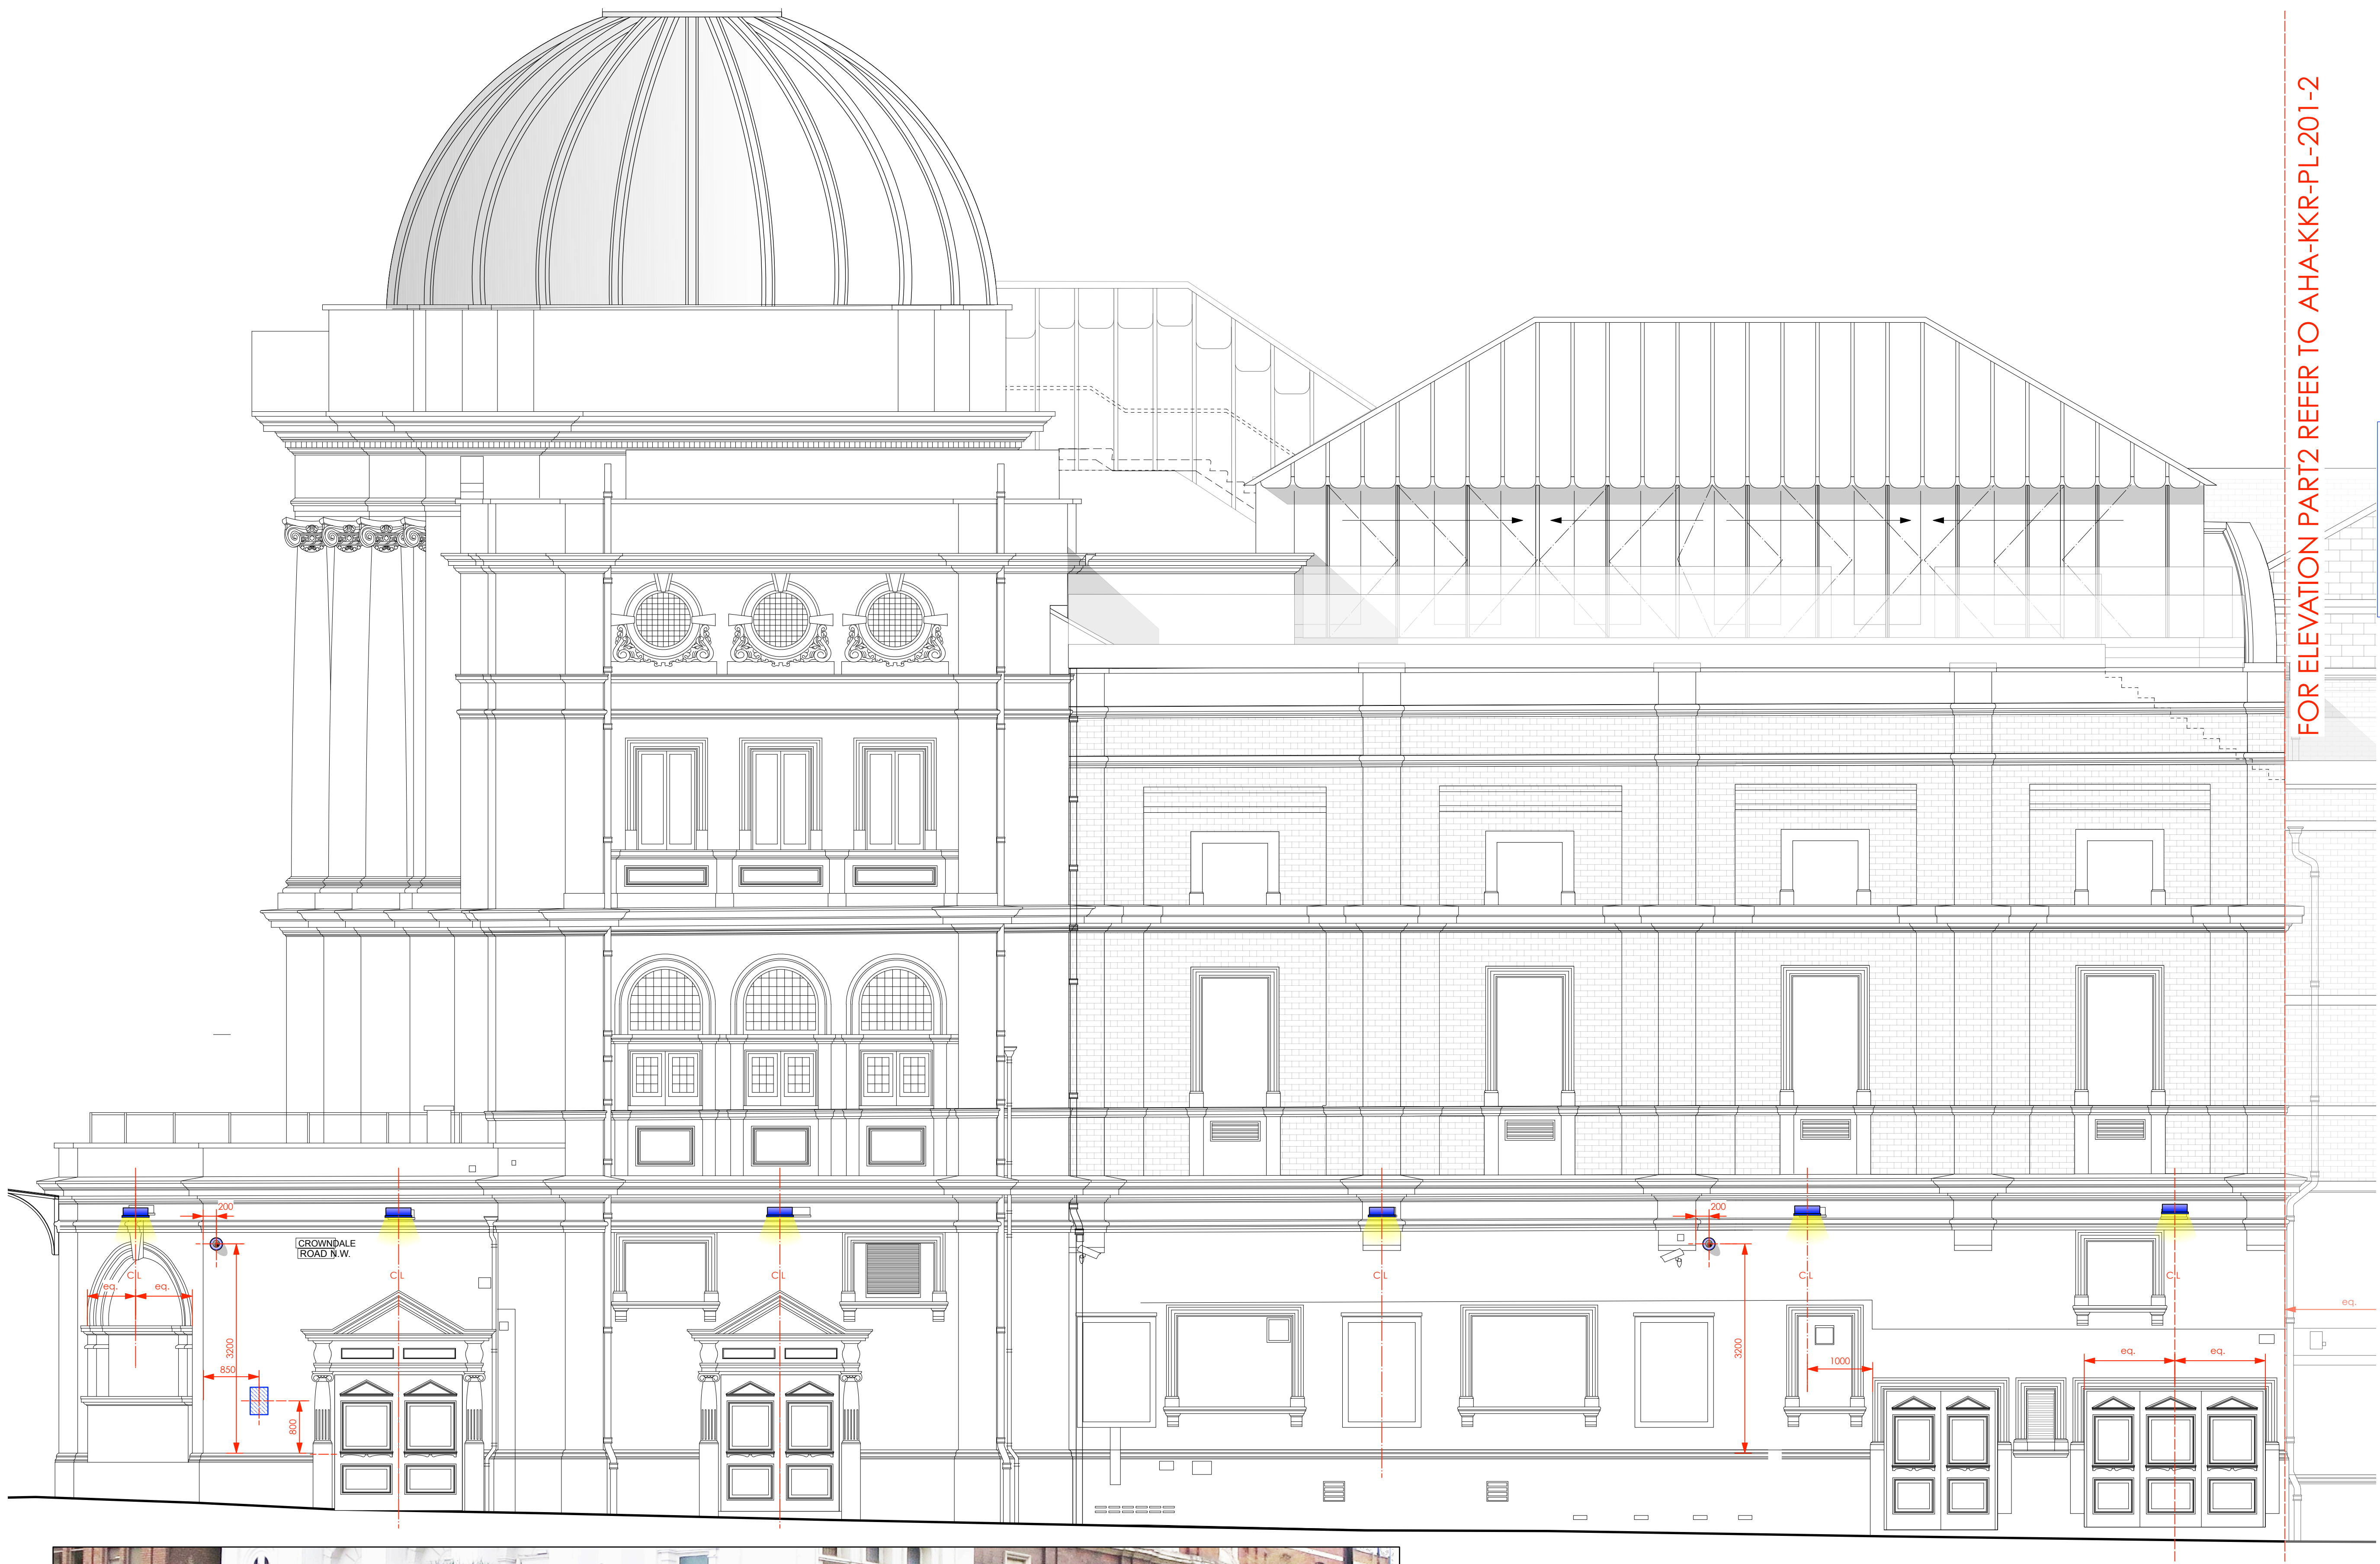 FOR ELEVATION PART2 REFER TO AHA-KKR-PL-201-2
200
CROWNDALE
ROAD N.W.
200
C L
C L
C L
C L
C L
C L
eq.
eq.
eq.
3200
3200
850
1000
eq.
eq.
800